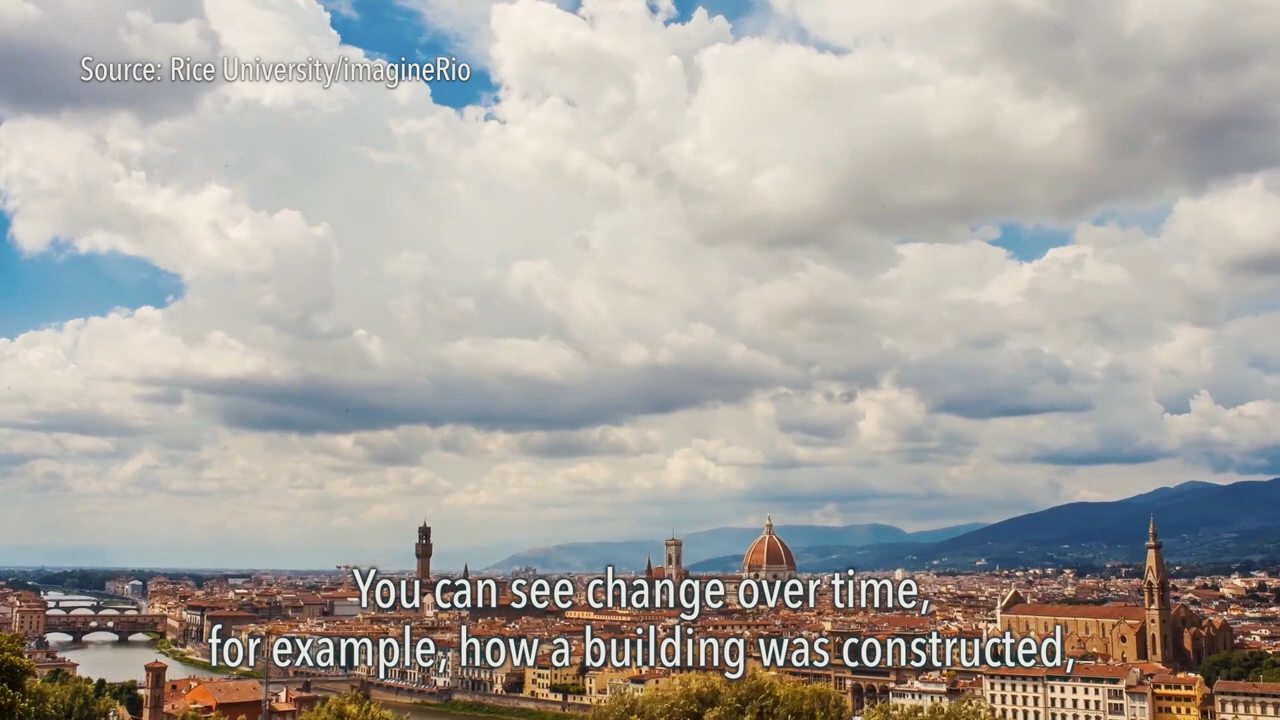 Source: Rice University/imagineRio
You can see change over time,
for example, how a building was constructed,